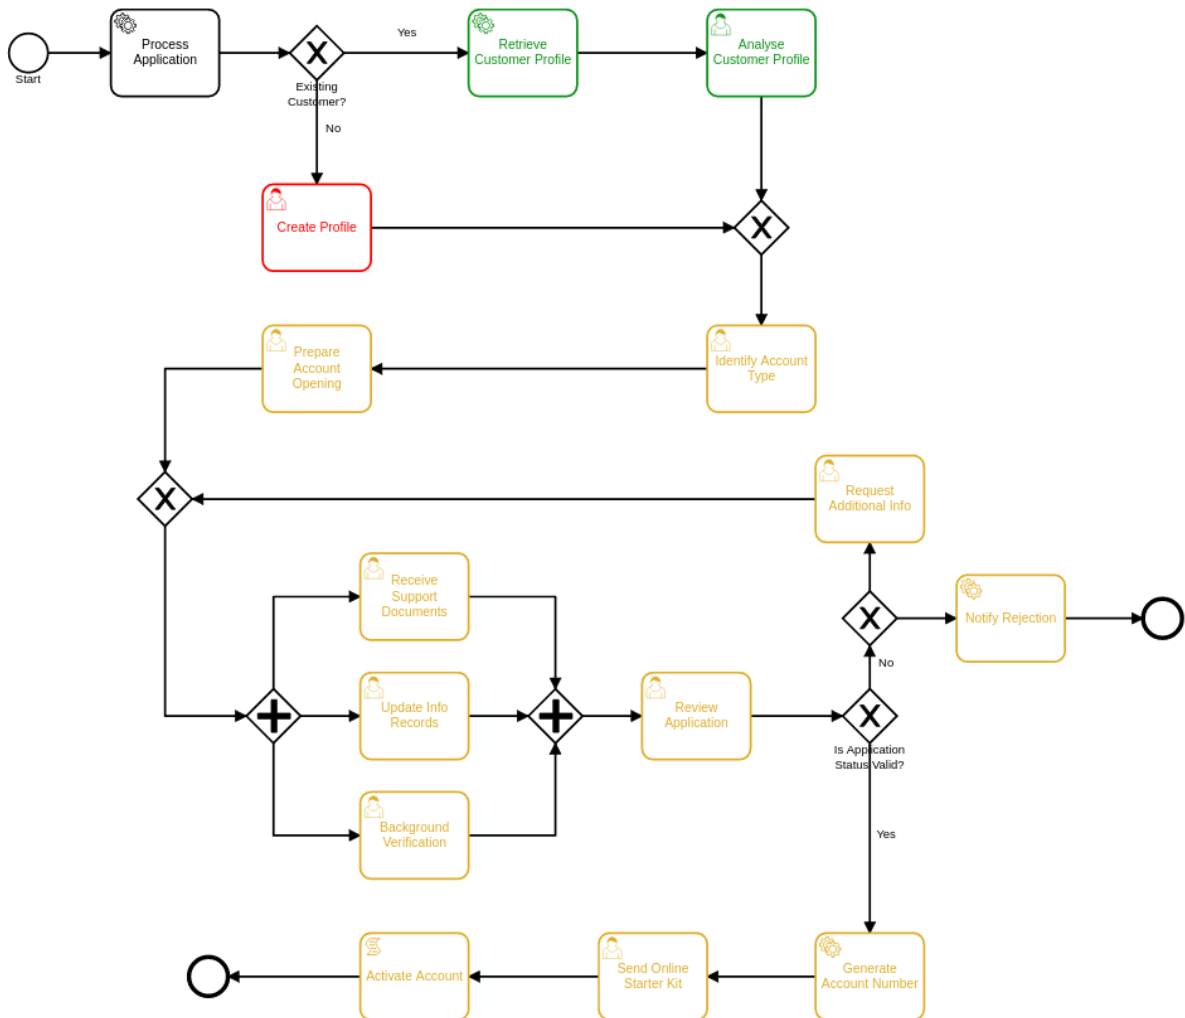 Start
Process
Application
Existing
Customer?
Yes
Retrieve
Customer Profile
Analyse
Customer Profile
No
Create Profile
Prepare
Account
Opening
Identify Account
Type
Request
Additional Info
Receive
Support
Documents
Notify Rejection
No
Update Info
Records
Review
Application
Is Application
Status Valid?
Background
Verification
Yes
Activate Account
Send Online
Starter Kit
Generate
Account Number